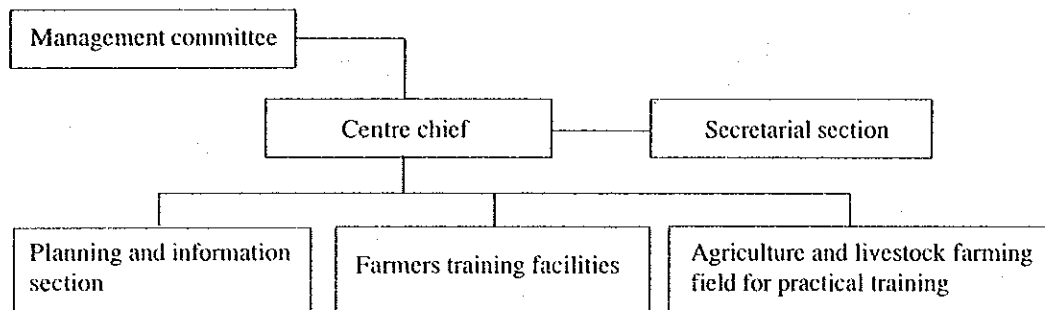 Management committee
Centre chief
Secretarial section
Planning and information
section
Farmers training facilities
Agriculture and livestock farming
field for practical training